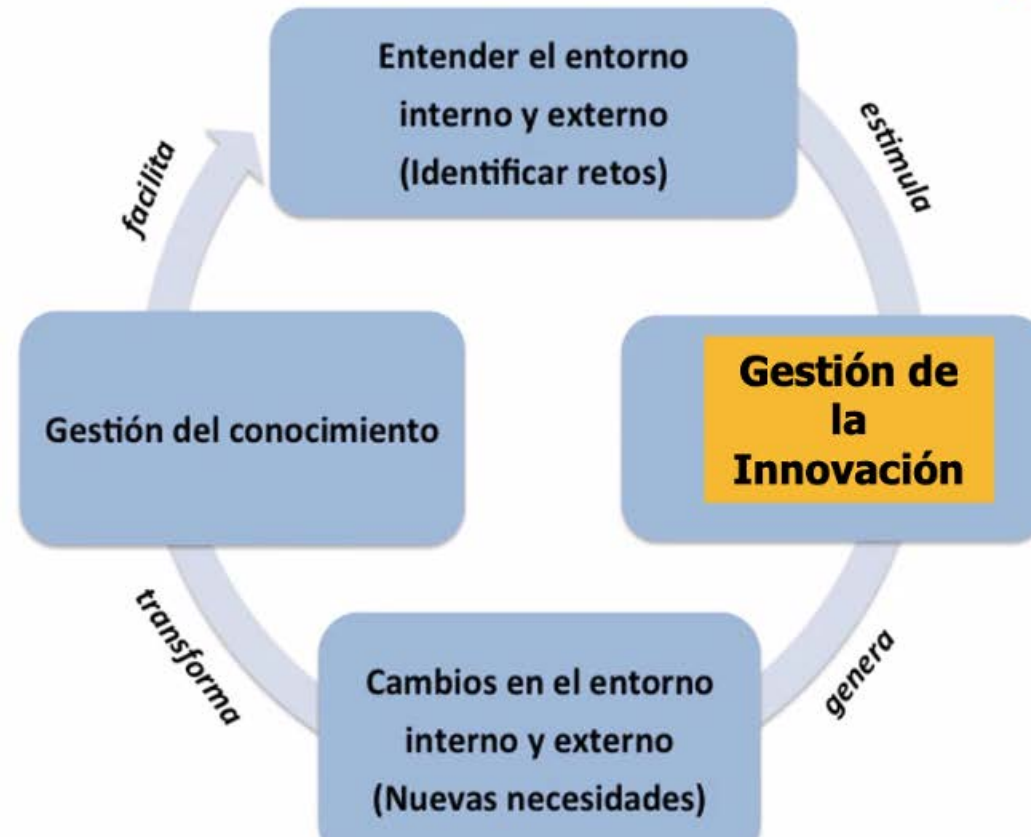 Entender el entorno
interno y externo
(Identificar retos)
estimula
Gestión de
la
Innovación
genera
Cambios en el entorno
interno y externo
(Nuevas necesidades)
transforma
Gestión del conocimiento
facilita